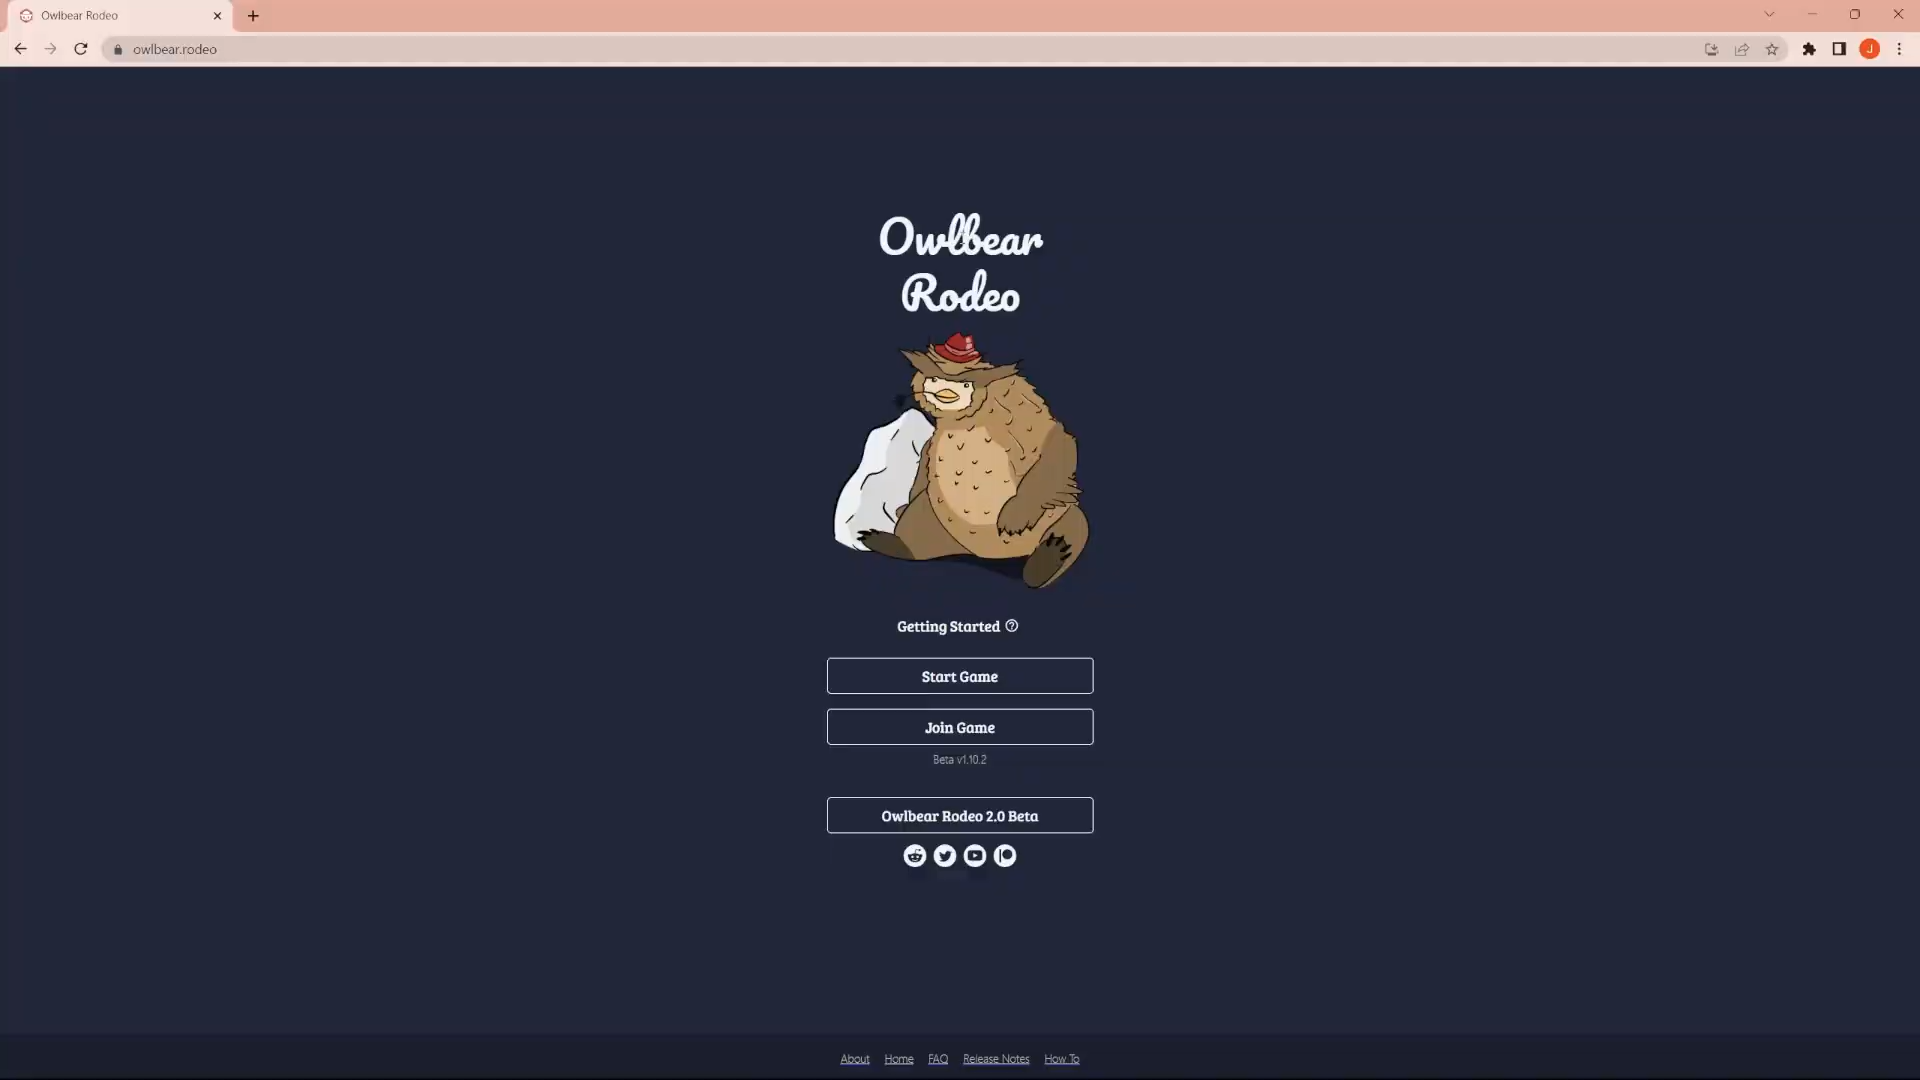 Owlbear Rodeo
owlbear.rodeo
J
Owlbear
Rodeo
Getting Started
Start Game
Join Game
Beta v1.10.2
Owlbear Rodeo 2.0 Beta
About Home FAQ Release Notes How To